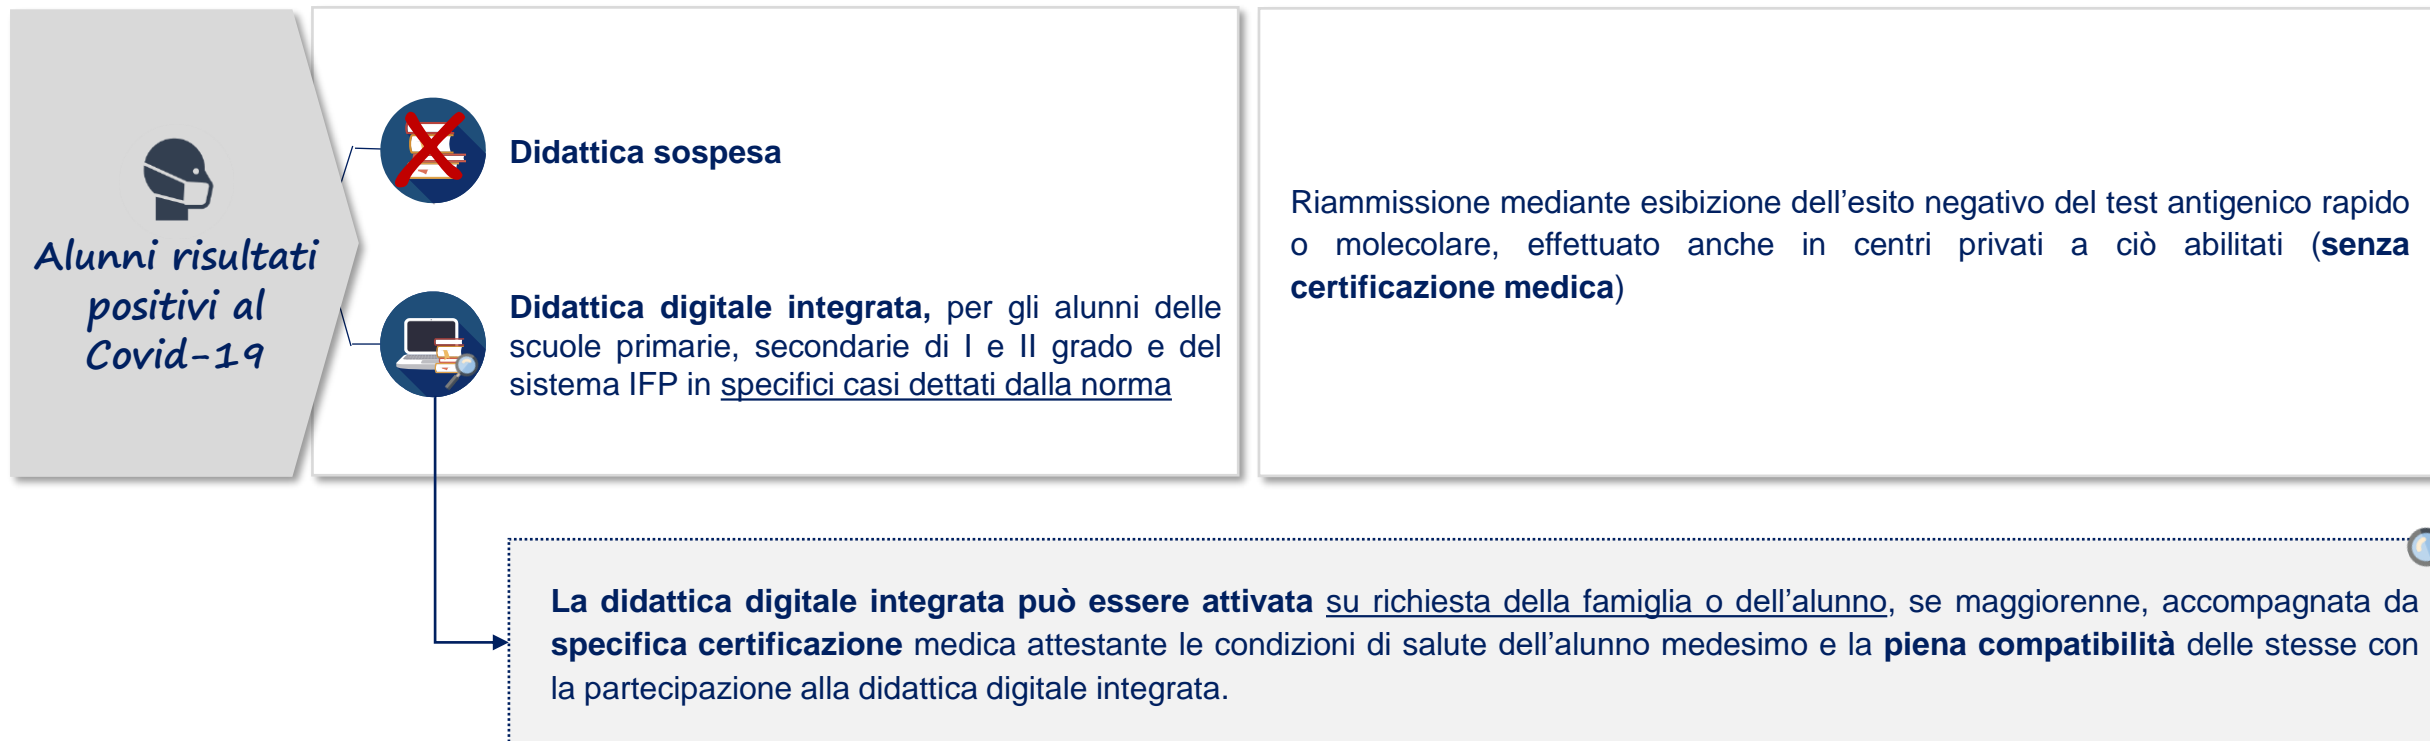 Alunni risultati
positivi al
Covid-19
Didattica sospesa
Didattica digitale integrata, per gli alunni delle
scuole primarie, secondarie di I e II grado e del
sistema IFP in specifici casi dettati dalla norma
Riammissione mediante esibizione dell’esito negativo del test antigenico rapido
o molecolare, effettuato anche in centri privati a ciò abilitati (senza
certificazione medica)
La didattica digitale integrata può essere attivata su richiesta della famiglia o dell’alunno, se maggiorenne, accompagnata da
specifica certificazione medica attestante le condizioni di salute dell’alunno medesimo e la piena compatibilità delle stesse con
la partecipazione alla didattica digitale integrata.